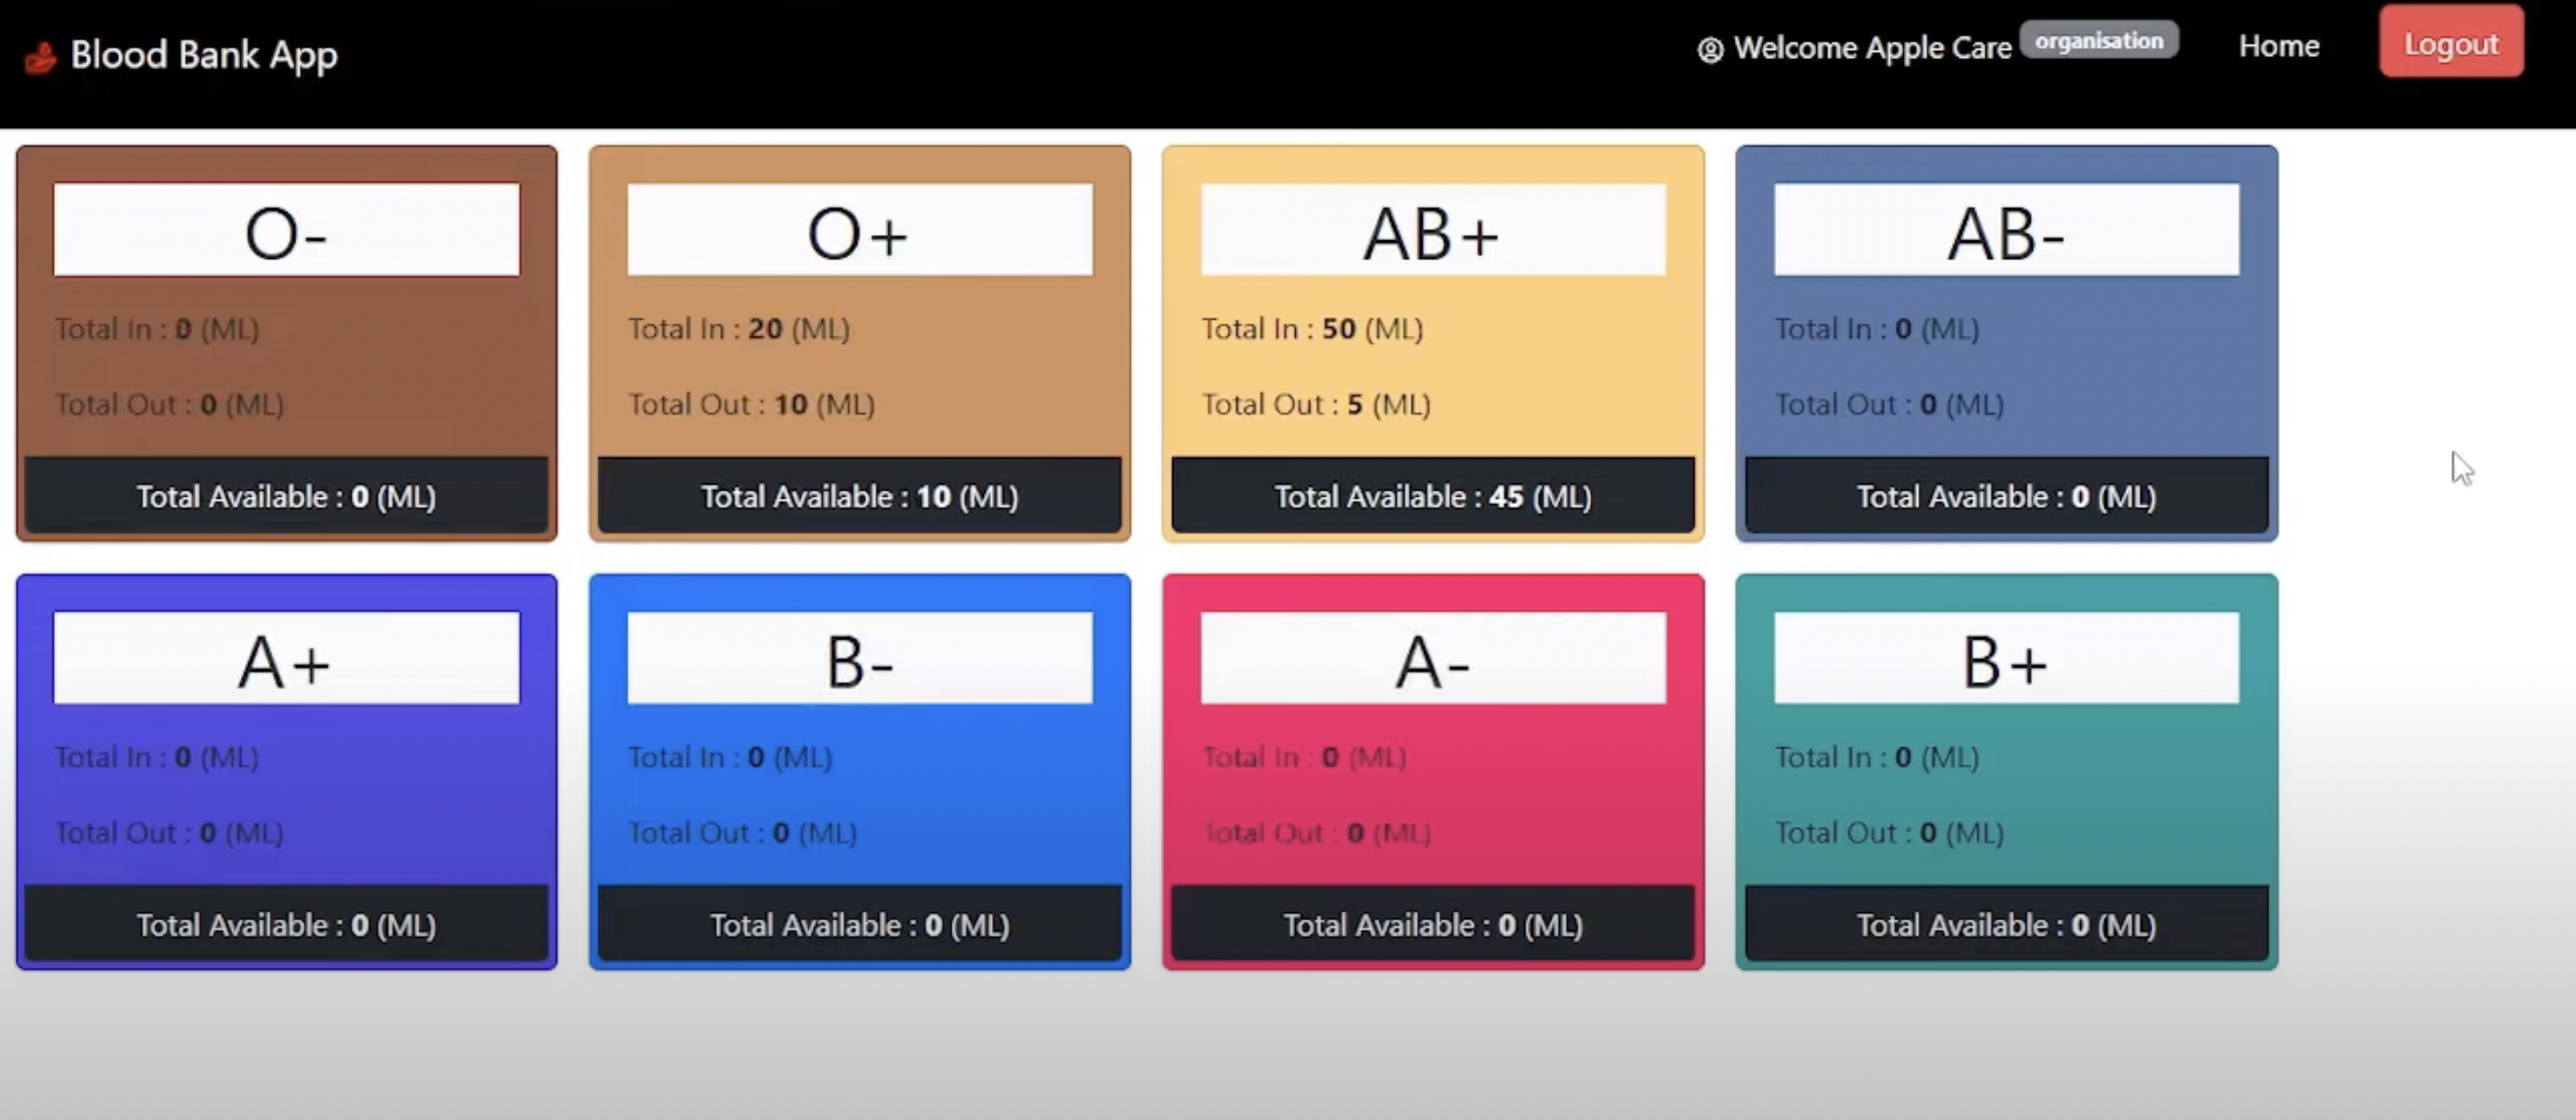 Blood Bank App
Welcome Apple Care organisation Home Logout
O-
Total In : 0 (ML)
Total Out : 0 (ML)
Total Available : 0 (ML)
O+
Total In : 20 (ML)
Total Out : 10 (ML)
Total Available : 10 (ML)
AB+
Total In : 50 (ML)
Total Out : 5 (ML)
Total Available : 45 (ML)
AB-
Total In : 0 (ML)
Total Out : 0 (ML)
Total Available : 0 (ML)
A+
Total In : 0 (ML)
Total Out : 0 (ML)
Total Available : 0 (ML)
B-
Total In : 0 (ML)
Total Out : 0 (ML)
Total Available : 0 (ML)
A-
Total In : 0 (ML)
Total Out : 0 (ML)
Total Available : 0 (ML)
B+
Total In : 0 (ML)
Total Out : 0 (ML)
Total Available : 0 (ML)